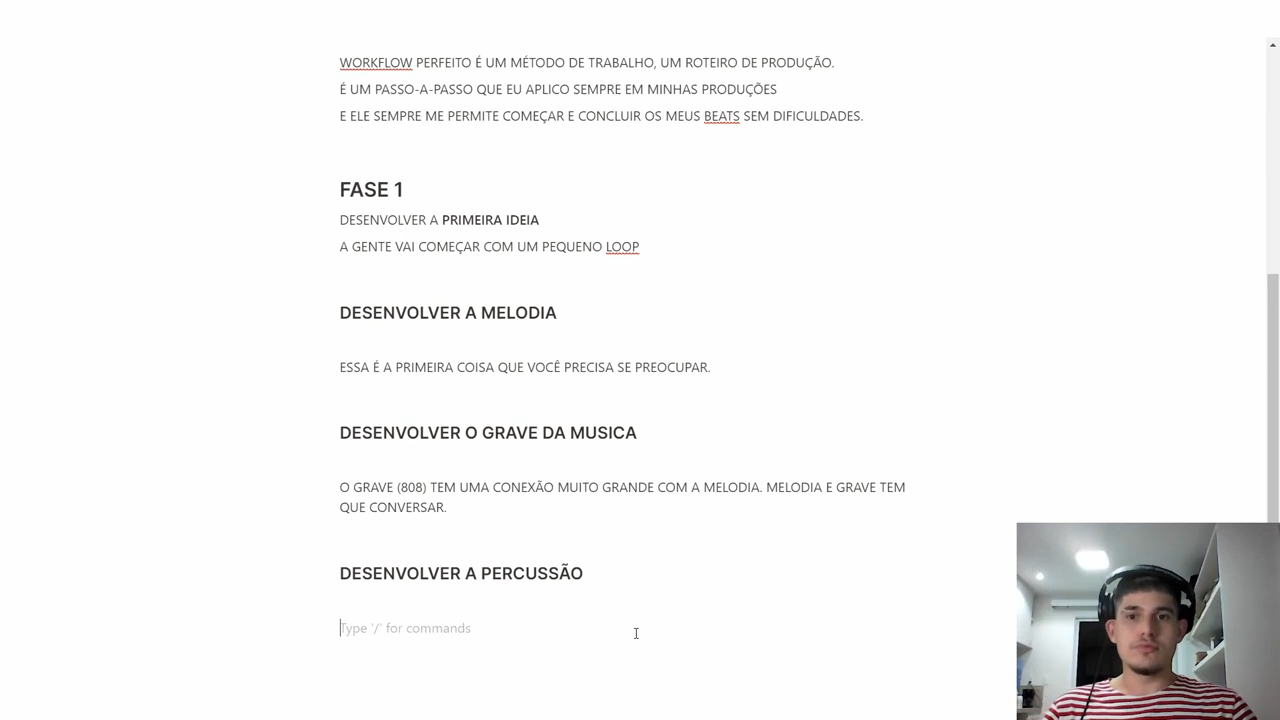 WORKFLOW PERFEITO É UM MÉTODO DE TRABALHO, UM ROTEIRO DE PRODUÇÃO.
É UM PASSO-A-PASSO QUE EU APLICO SEMPRE EM MINHAS PRODUÇÕES
E ELE SEMPRE ME PERMITE COMEÇAR E CONCLUIR OS MEUS BEATS SEM DIFICULDADES.
FASE 1
DESENVOLVER A PRIMEIRA IDEIA
A GENTE VAI COMEÇAR COM UM PEQUENO LOOP
DESENVOLVER A MELODIA
ESSA É A PRIMEIRA COISA QUE VOCÊ PRECISA SE PREOCUPAR.
DESENVOLVER O GRAVE DA MUSICA
O GRAVE (808) TEM UMA CONEXÃO MUITO GRANDE COM A MELODIA. MELODIA E GRAVE TEM
QUE CONVERSAR.
DESENVOLVER A PERCUSSÃO
Type '/' for commands